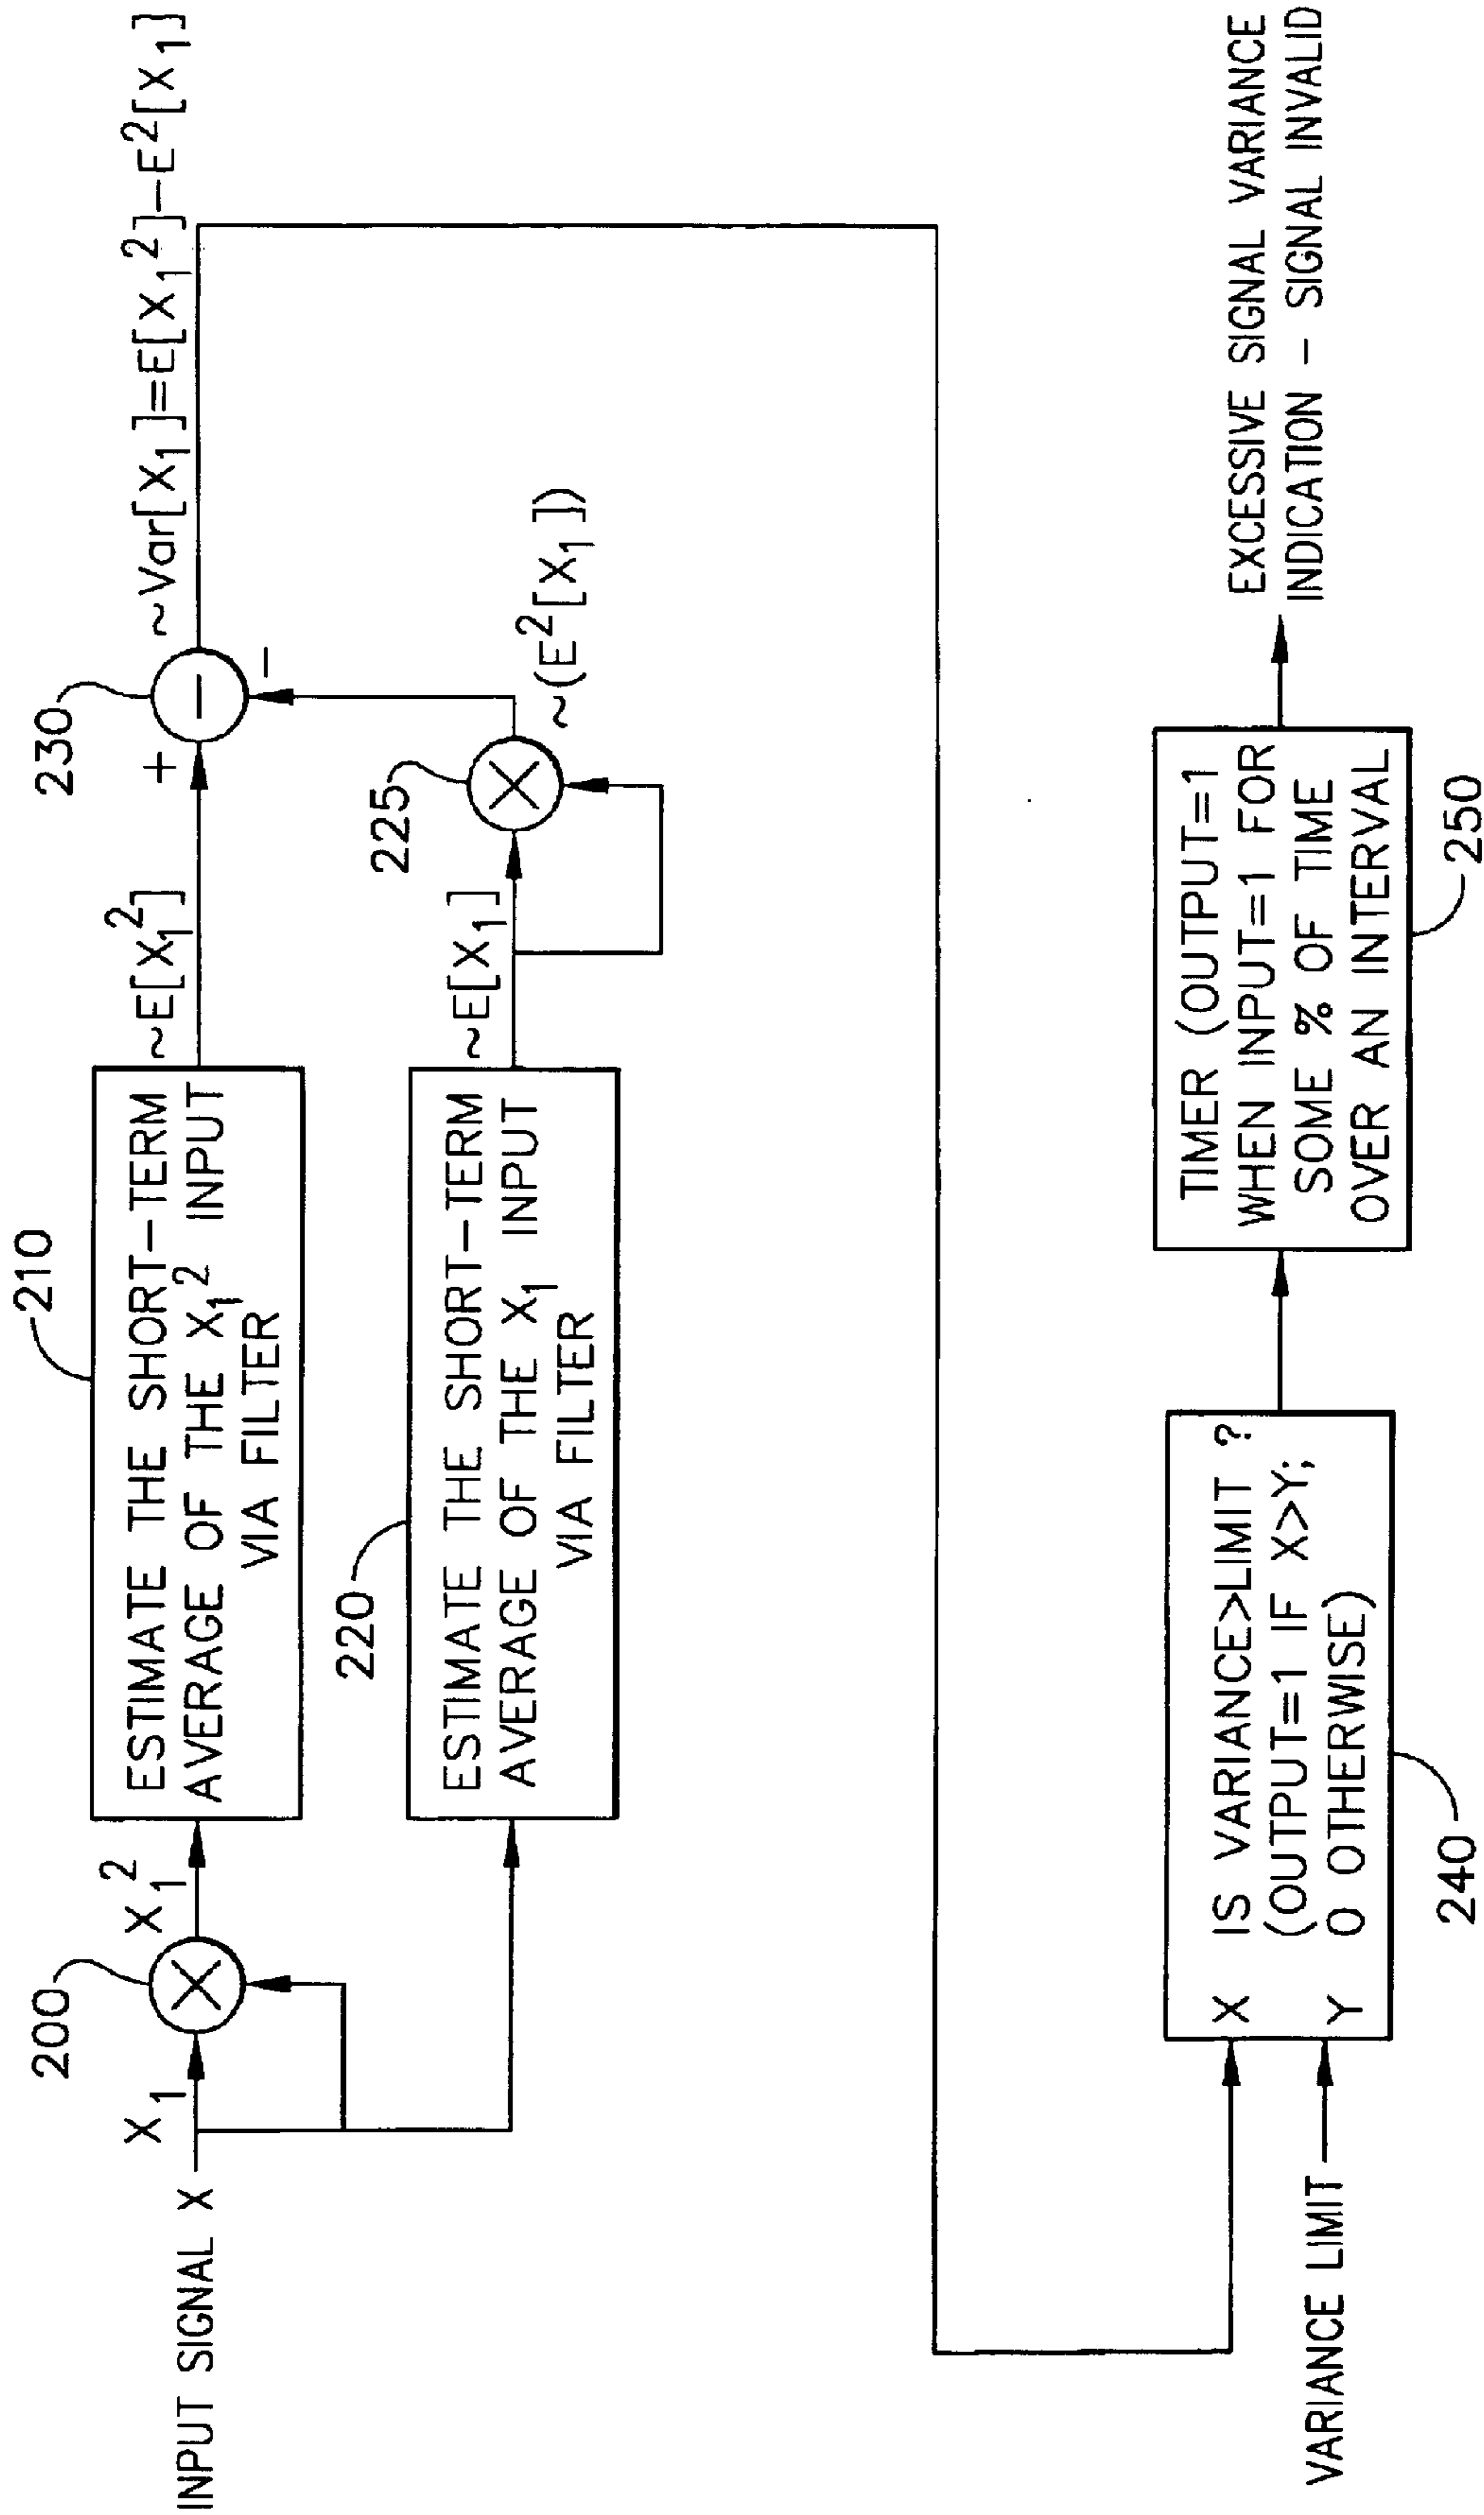 INPUT SIGNAL X
X₁
200
X₁²
210
ESTIMATE THE SHORT-TERM
AVERAGE OF THE X₁² INPUT
VIA FILTER
~E[X₁²]
230
+
−
−
~Var[X₁]=E[X₁²]−E²[X₁]
220
ESTIMATE THE SHORT-TERM
AVERAGE OF THE X₁ INPUT
VIA FILTER
~E[X₁]
225
~(E²[X₁])
VARIANCE LIMIT
X IS VARIANCE>LIMIT ?
(OUTPUT=1 IF X>Y;
Y 0 OTHERWISE)
240
TIMER (OUTPUT=1
WHEN INPUT=1 FOR
SOME % OF TIME
OVER AN INTERVAL
250
EXCESSIVE SIGNAL VARIANCE
INDICATION − SIGNAL INVALID